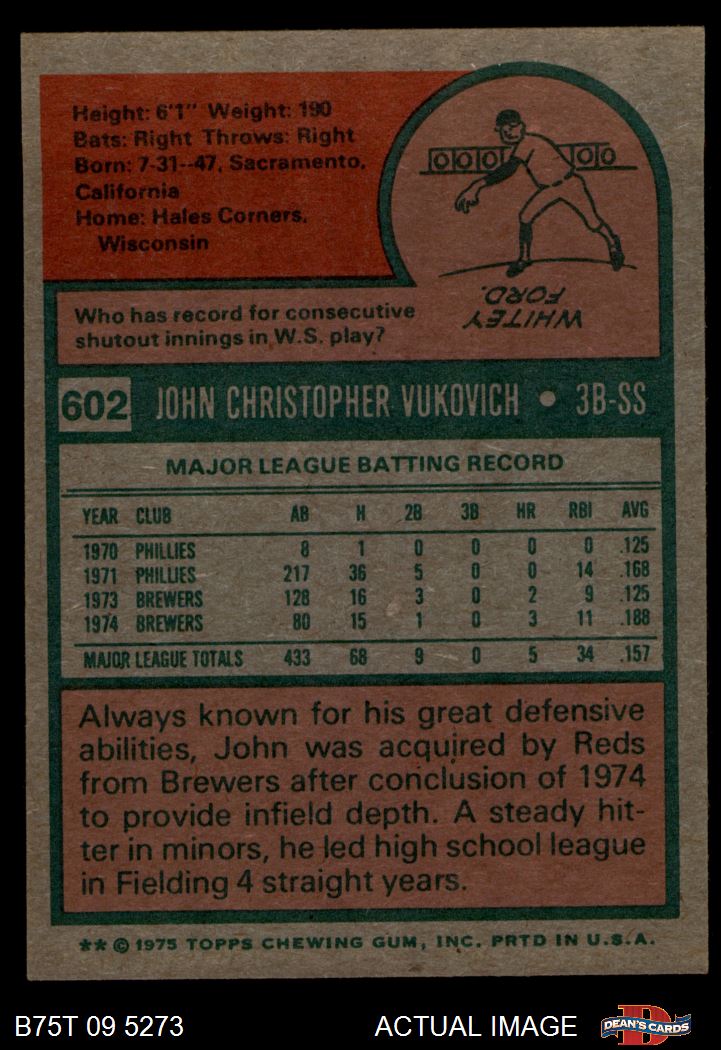 Height: 6'1" Weight: 190
Bats: Right Throws: Right
Born: 7-31--47, Sacramento,
California
Home: Hales Corners,
Wisconsin
Who has record for consecutive
shutout innings in W.S. play?
0000 00
WHITEY
FORD.
602 JOHN CHRISTOPHER VUKOVICH • 3B-SS
MAJOR LEAGUE BATTING RECORD
YEAR CLUB AB H 2B 3B HR RBI AVG
1970 PHILLIES 8 1 0 0 0 0 .125
1971 PHILLIES 217 36 5 0 0 14 .168
1973 BREWERS 128 16 3 0 2 9 .125
1974 BREWERS 80 15 1 0 3 11 .188
MAJOR LEAGUE TOTALS 433 68 9 0 5 34 .157
Always known for his great defensive
abilities, John was acquired by Reds
from Brewers after conclusion of 1974
to provide infield depth. A steady hit-
ter in minors, he led high school league
in Fielding 4 straight years.
** © 1975 TOPPS CHEWING GUM, INC. PRTD IN U.S.A.
B75T 09 5273 ACTUAL IMAGE DEAN'S CARDS